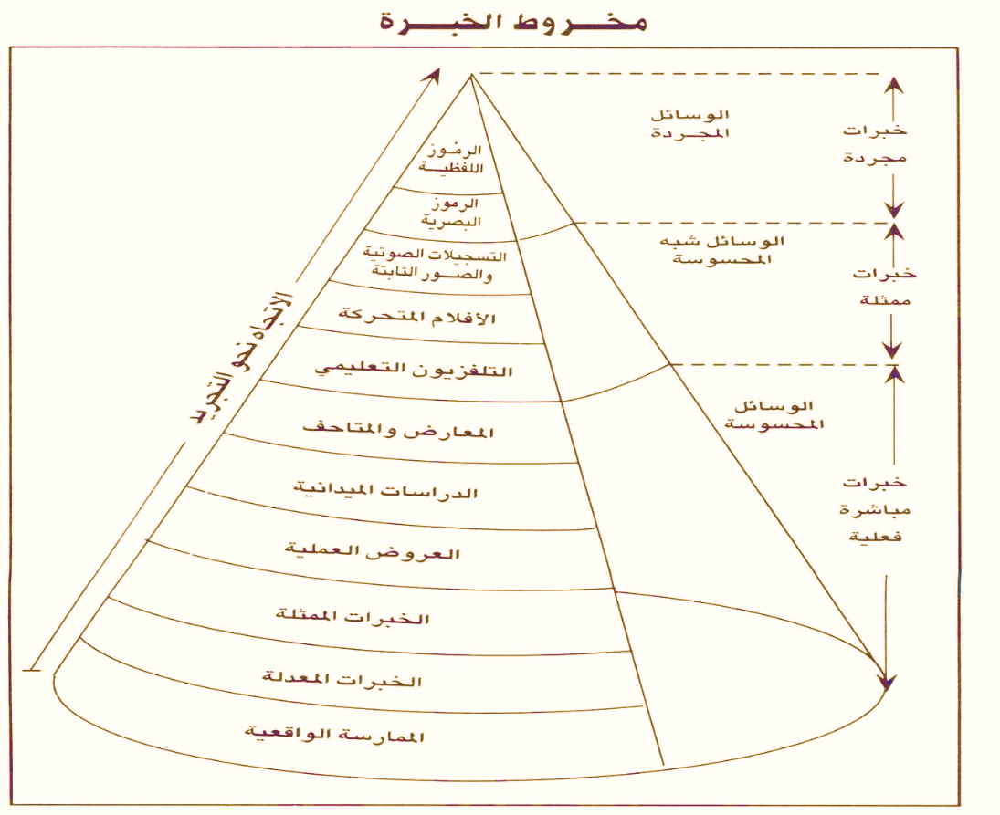 مخروط الخبرة
الوسائل
المجردة
خبرات
مجردة
الرموز
اللفظية
الرموز
البصرية
الوسائل شبه
المحسوسة
خبرات
ممثلة
التسجيلات الصوتية
والصور الثابتة
الأفلام المتحركة
الاتجاه نحو التجريد
التلفزيون التعليمي
الوسائل
المحسوسة
المعارض والمتاحف
خبرات
مباشرة
فعلية
الدراسات الميدانية
العروض العملية
الخبرات الممثلة
الخبرات المعدلة
الممارسة الواقعية